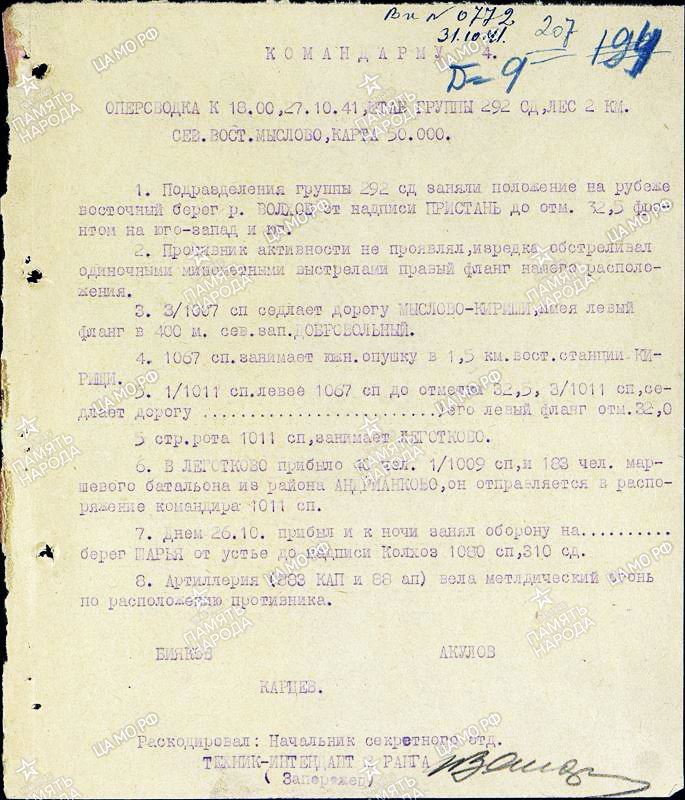 Вх № 0772
31.10.41.
207
194
Д-9
КОМАНДАРМУ 4.
ОПЕРСВОДКА К 18.00,27.10.41,ШТАБ ГРУППЫ 292 СД,ЛЕС 2 КМ.
СЕВ.ВОСТ.МЫСЛОВО,КАРТА 50.000.
1. Подразделения группы 292 сд заняли положение на рубеже
восточный берег р. ВОЛХОВ от надписи ПРИСТАНЬ до отм. 32,5 фро-
нтом на юго-запад и юг.
2. Противник активности не проявлял,изредка обстреливал
одиночными минометными выстрелами правый фланг нашего располо-
жения.
3. 3/1067 сп седлает дорогу МЫСЛОВО-КИРИШИ,имея левый
фланг в 400 м. сев.зап.ДОБРОВОЛЬНЫЙ.
4. 1067 сп.занимает южн.опушку в 1,5 км.вост.станции КИ-
РИШИ.
5. 1/1011 сп.левее 1067 сп до отметки 32,5, 3/1011 сп,сед-
длает дорогу ..........................его левый фланг отм.32,0
5 стр.рота 1011 сп,занимает ЛЕГОТКОВО.
6. В ЛЕГОТКОВО прибыло чел. 1/1009 сп,и 183 чел. мар-
шевого батальона из района АНДРИАНКОВО,он отправляется в распо-
ряжение командира 1011 сп.
7. Днем 26.10. прибыл и к ночи занял оборону на..........
берег ШАРЬЯ от устье до надписи Колхоз 1080 сп,310 сд.
8. Артиллерия (883 КАП и 88 ап) вела метлдический огонь
по расположению противника.
БИЯКОВ АКУЛОВ
КАРЦЕВ.
Раскодировал: Начальник секретного отд.
ТЕХНИК-ИНТЕНДАНТ 2 РАНГА
( Запорожец)
ПАМЯТЬ НАРОДА
ЦАМО.РФ